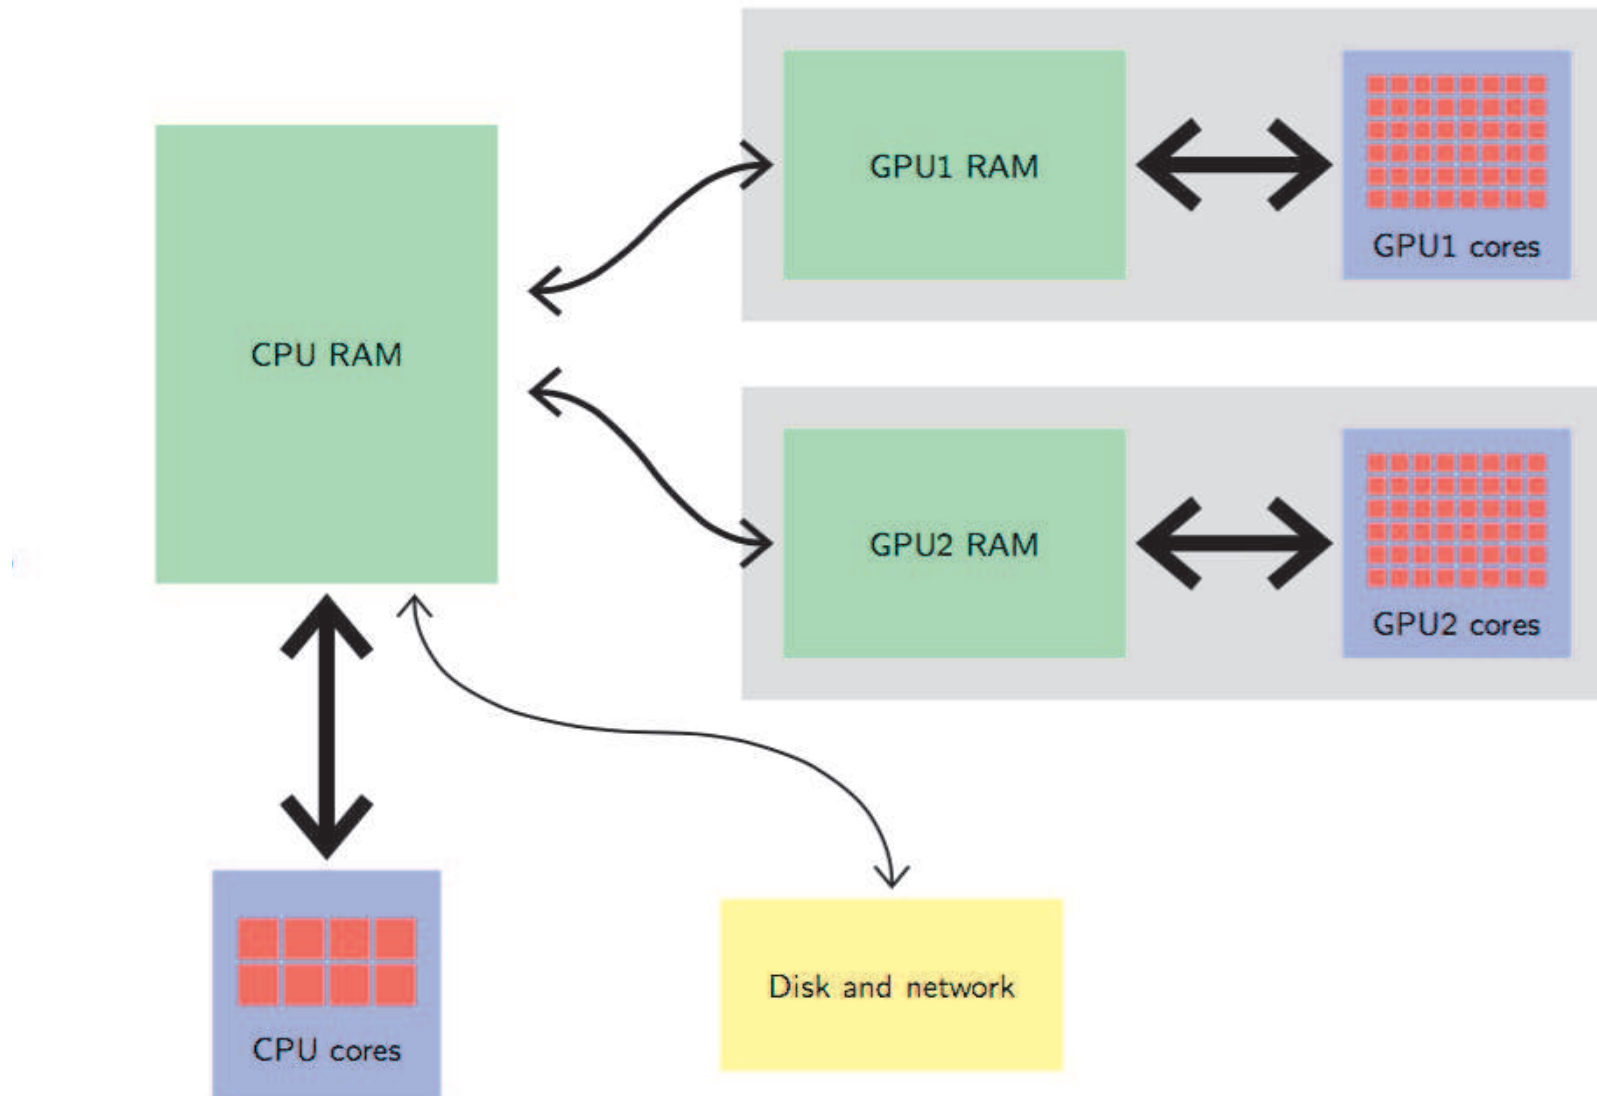 GPU1 RAM
GPU1 cores
CPU RAM
GPU2 RAM
GPU2 cores
Disk and network
CPU cores